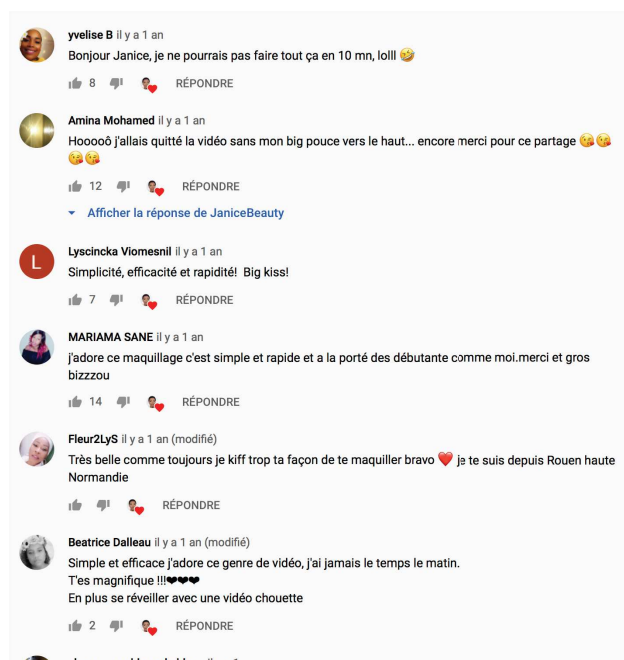 yvelise B il y a 1 an
Bonjour Janice, je ne pourrais pas faire tout ça en 10 mn, lolll 🤣
8 RÉPONDRE
Amina Mohamed il y a 1 an
Hooooô j'allais quitté la vidéo sans mon big pouce vers le haut... encore merci pour ce partage 😘😘
😘😘
12 RÉPONDRE
Afficher la réponse de JaniceBeauty
L
Lyscincka Viomesnil il y a 1 an
Simplicité, efficacité et rapidité! Big kiss!
7 RÉPONDRE
MARIAMA SANE il y a 1 an
j'adore ce maquillage c'est simple et rapide et a la porté des débutante comme moi.merci et gros
bizzzou
14 RÉPONDRE
Fleur2LyS il y a 1 an (modifié)
Très belle comme toujours je kiff trop ta façon de te maquiller bravo ❤️ je te suis depuis Rouen haute
Normandie
RÉPONDRE
Beatrice Dalleau il y a 1 an (modifié)
Simple et efficace j'adore ce genre de vidéo, j'ai jamais le temps le matin.
T'es magnifique !!!❤❤❤
En plus se réveiller avec une vidéo chouette
2 RÉPONDRE